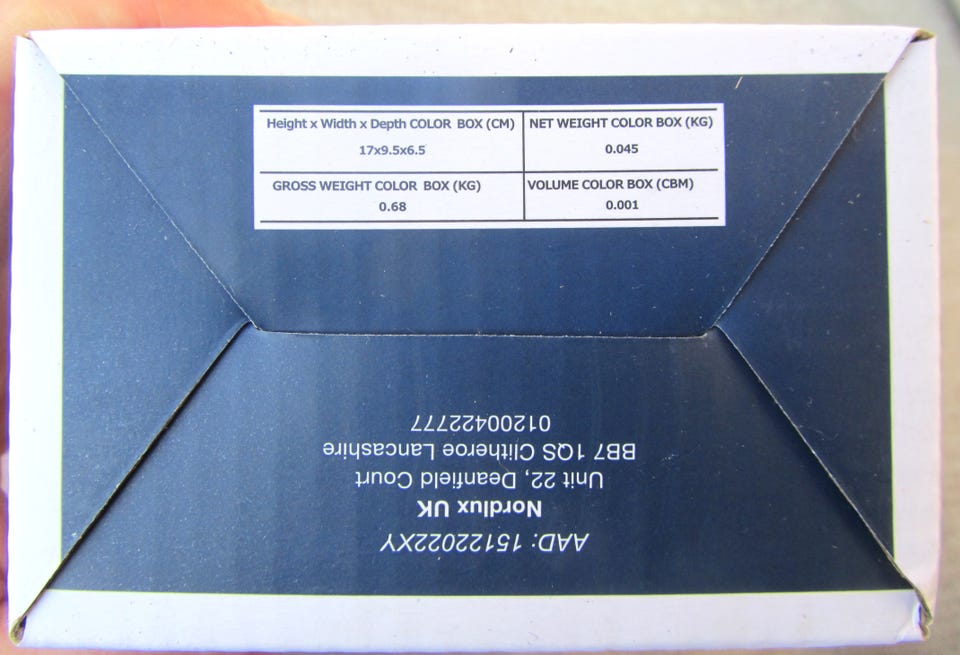 Height x Width x Depth COLOR BOX (CM)
17x9.5x6.5
NET WEIGHT COLOR BOX (KG)
0.045
GROSS WEIGHT COLOR BOX (KG)
0.68
VOLUME COLOR BOX (CBM)
0.001
AAD: 15122022XY
Nordlux UK
Unit 22, Deanfield Court
BB7 1QS Clitheroe Lancashire
01200422777